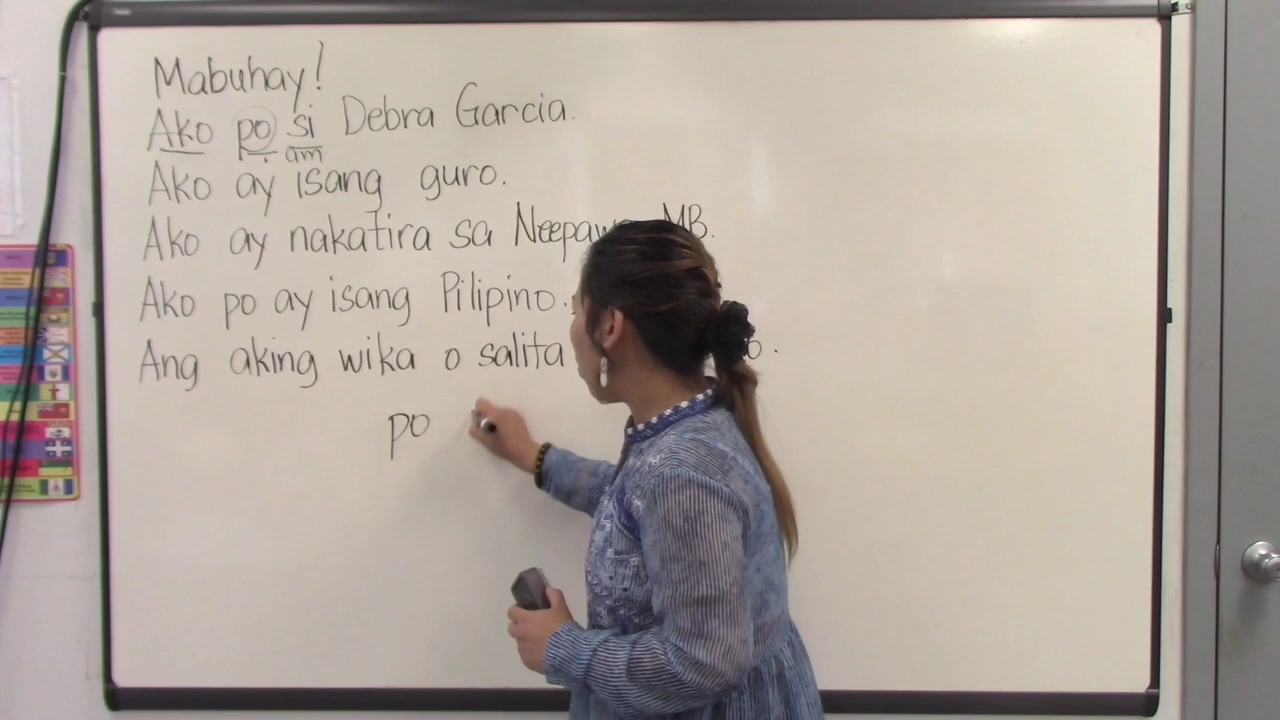 Mabuhay!
Ako po si Debra Garcia.
am
Ako ay isang guro.
Ako ay nakatira sa Neepawa MB.
Ako po ay isang Pilipino.
Ang aking wika o salita
po